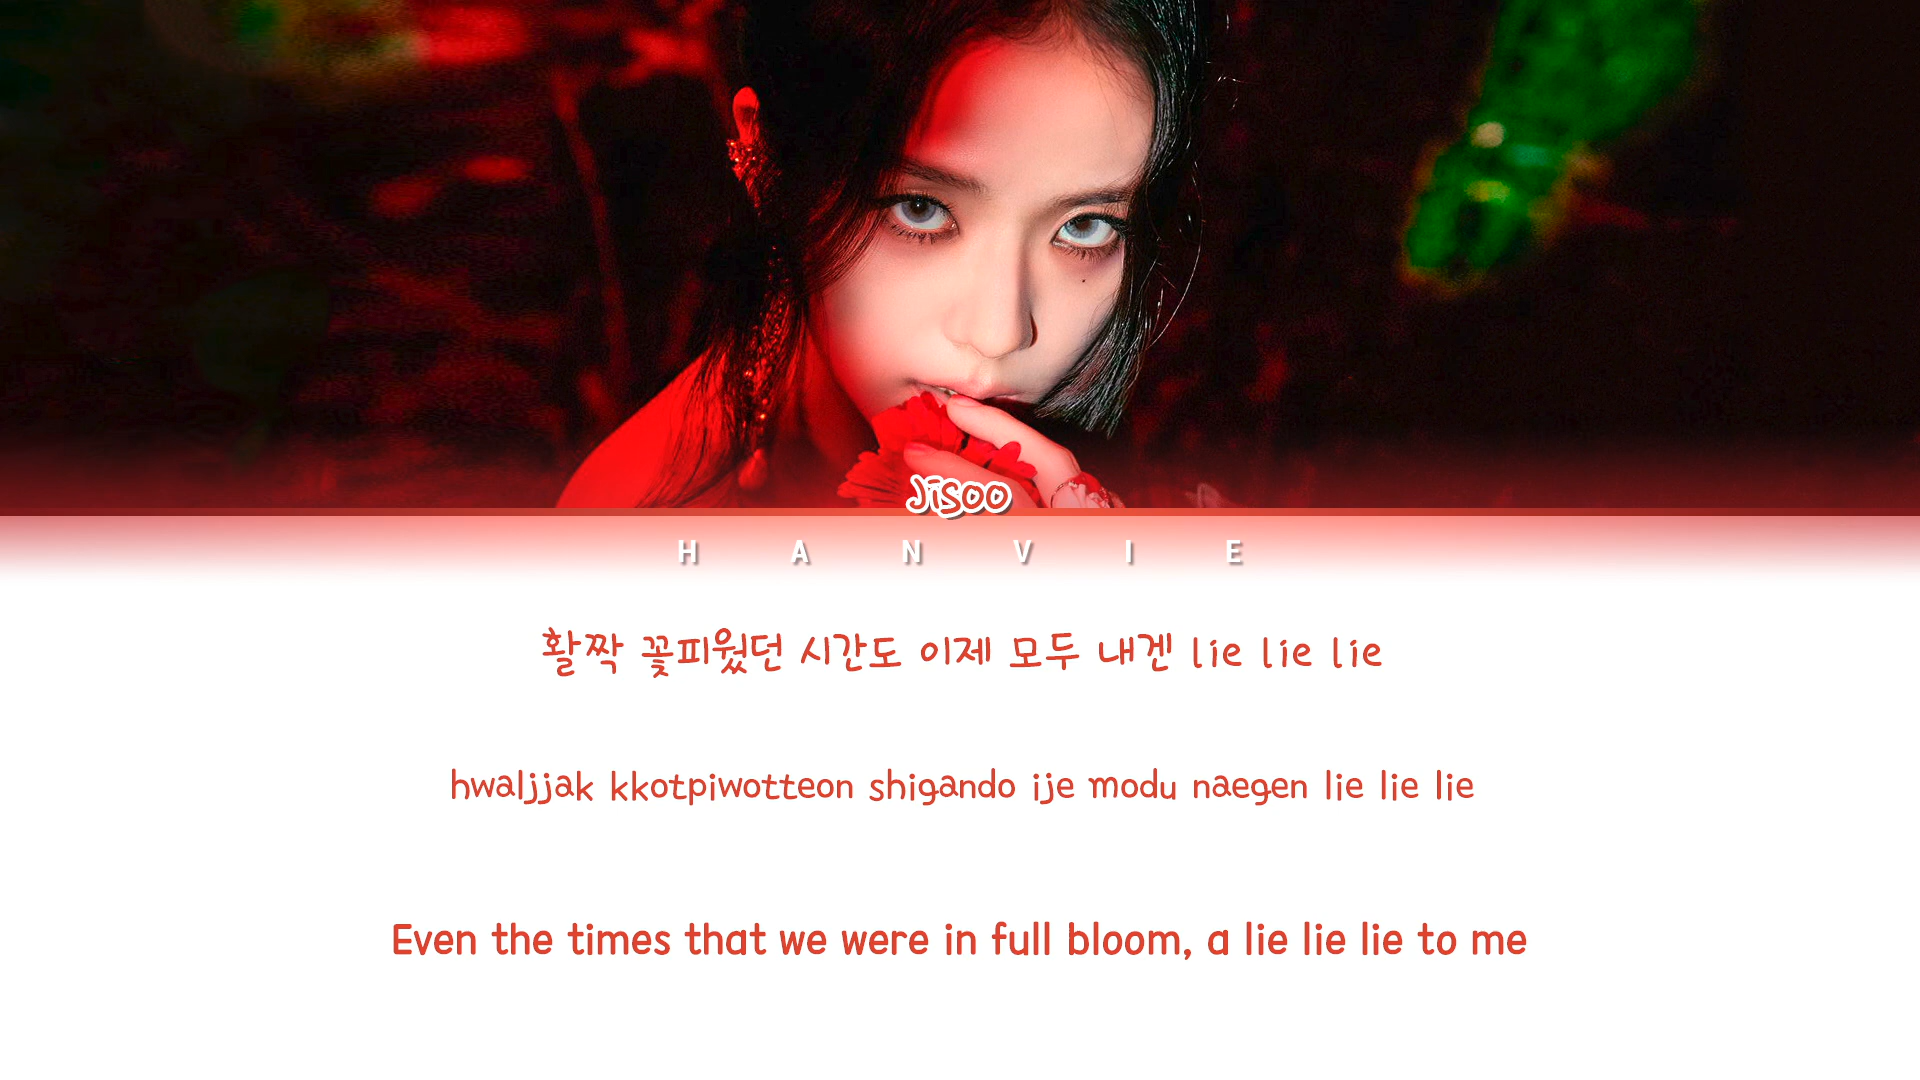 Jisoo
HANVIE
활짝 꽃피웠던 시간도 이제 모두 내겐 lie lie lie
hwaljjak kkotpiwotteon shigando ije modu naegen lie lie lie
Even the times that we were in full bloom, a lie lie lie to me